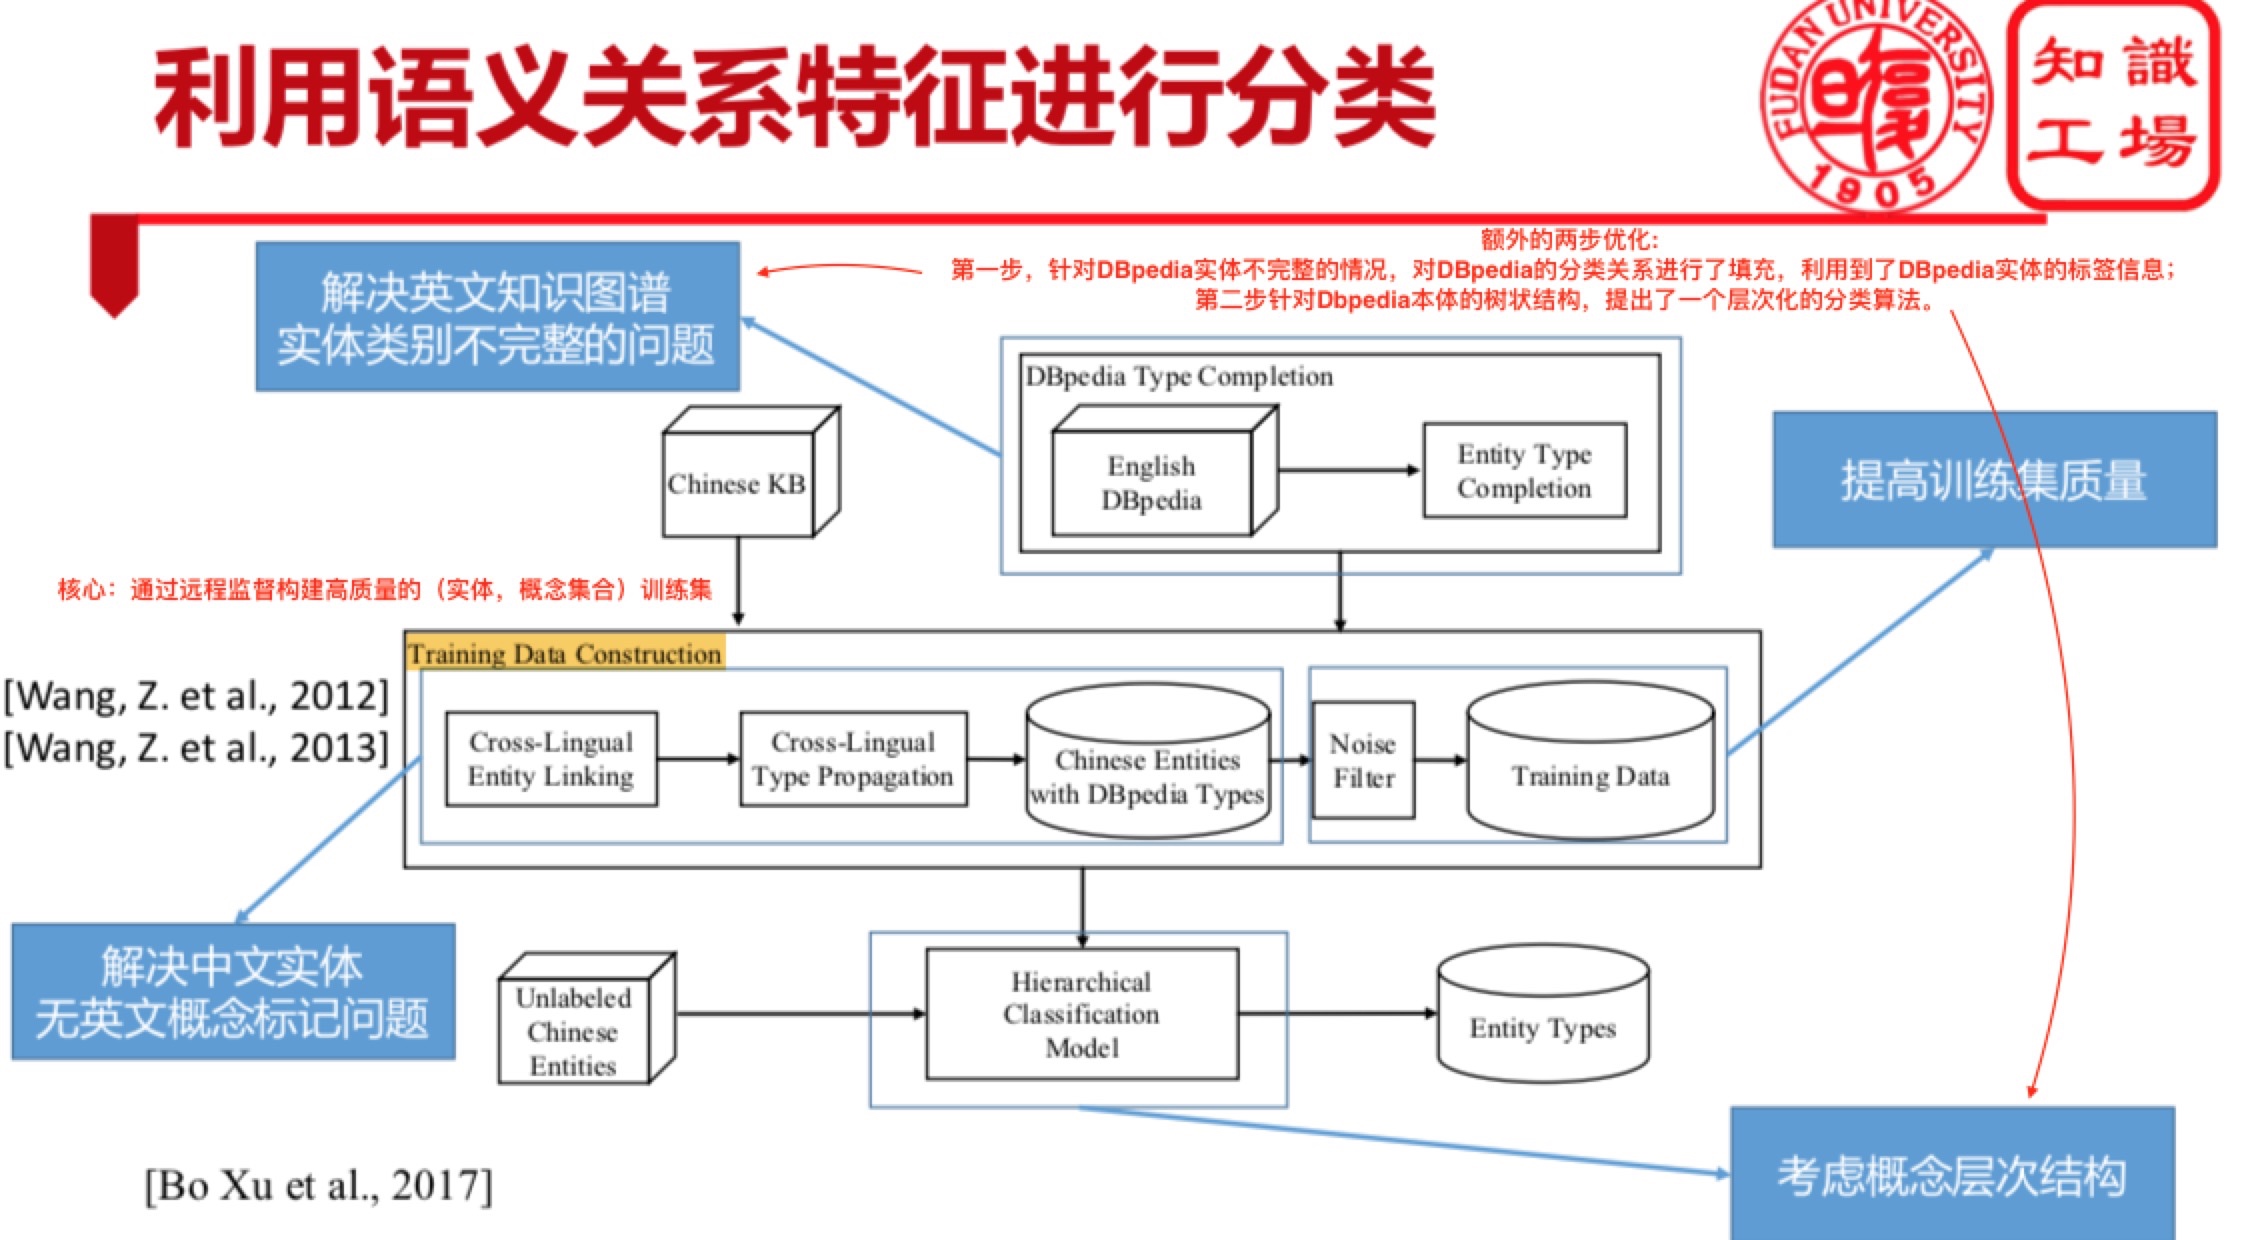 利用语义关系特征进行分类
FUDAN UNIVERSITY
1905
知識
工場
额外的两步优化:
第一步，针对DBpedia实体不完整的情况，对DBpedia的分类关系进行了填充，利用到了DBpedia实体的标签信息；
第二步针对Dbpedia本体的树状结构，提出了一个层次化的分类算法。
解决英文知识图谱
实体类别不完整的问题
DBpedia Type Completion
English
DBpedia
Entity Type
Completion
Chinese KB
提高训练集质量
核心：通过远程监督构建高质量的（实体，概念集合）训练集
Training Data Construction
[Wang, Z. et al., 2012]
[Wang, Z. et al., 2013]
Cross-Lingual
Entity Linking
Cross-Lingual
Type Propagation
Chinese Entities
with DBpedia Types
Noise
Filter
Training Data
解决中文实体
无英文概念标记问题
Unlabeled
Chinese
Entities
Hierarchical
Classification
Model
Entity Types
[Bo Xu et al., 2017]
考虑概念层次结构